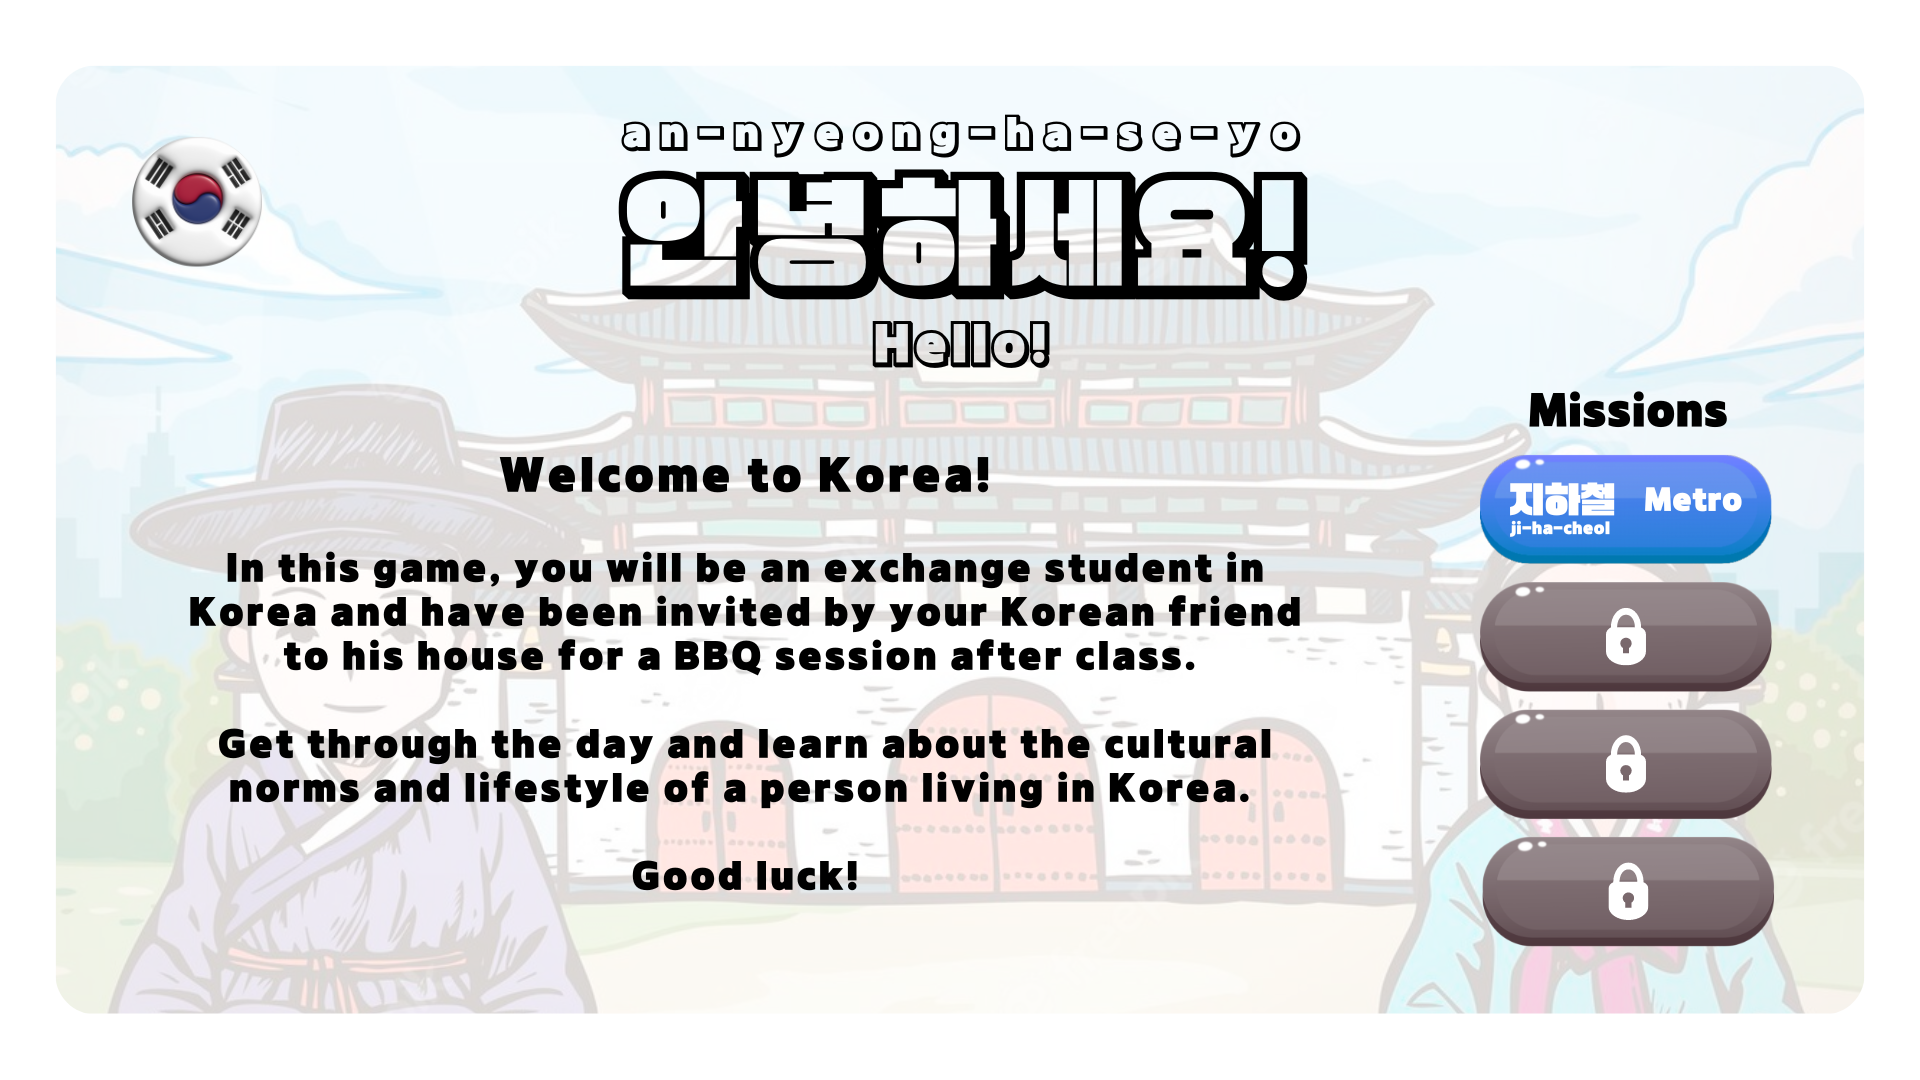 an-nyeong-ha-se-yo
안녕하세요!
Hello!
Missions
Welcome to Korea!
지하철 Metro
ji-ha-cheol
In this game, you will be an exchange student in
Korea and have been invited by your Korean friend
to his house for a BBQ session after class.
Get through the day and learn about the cultural
norms and lifestyle of a person living in Korea.
Good luck!